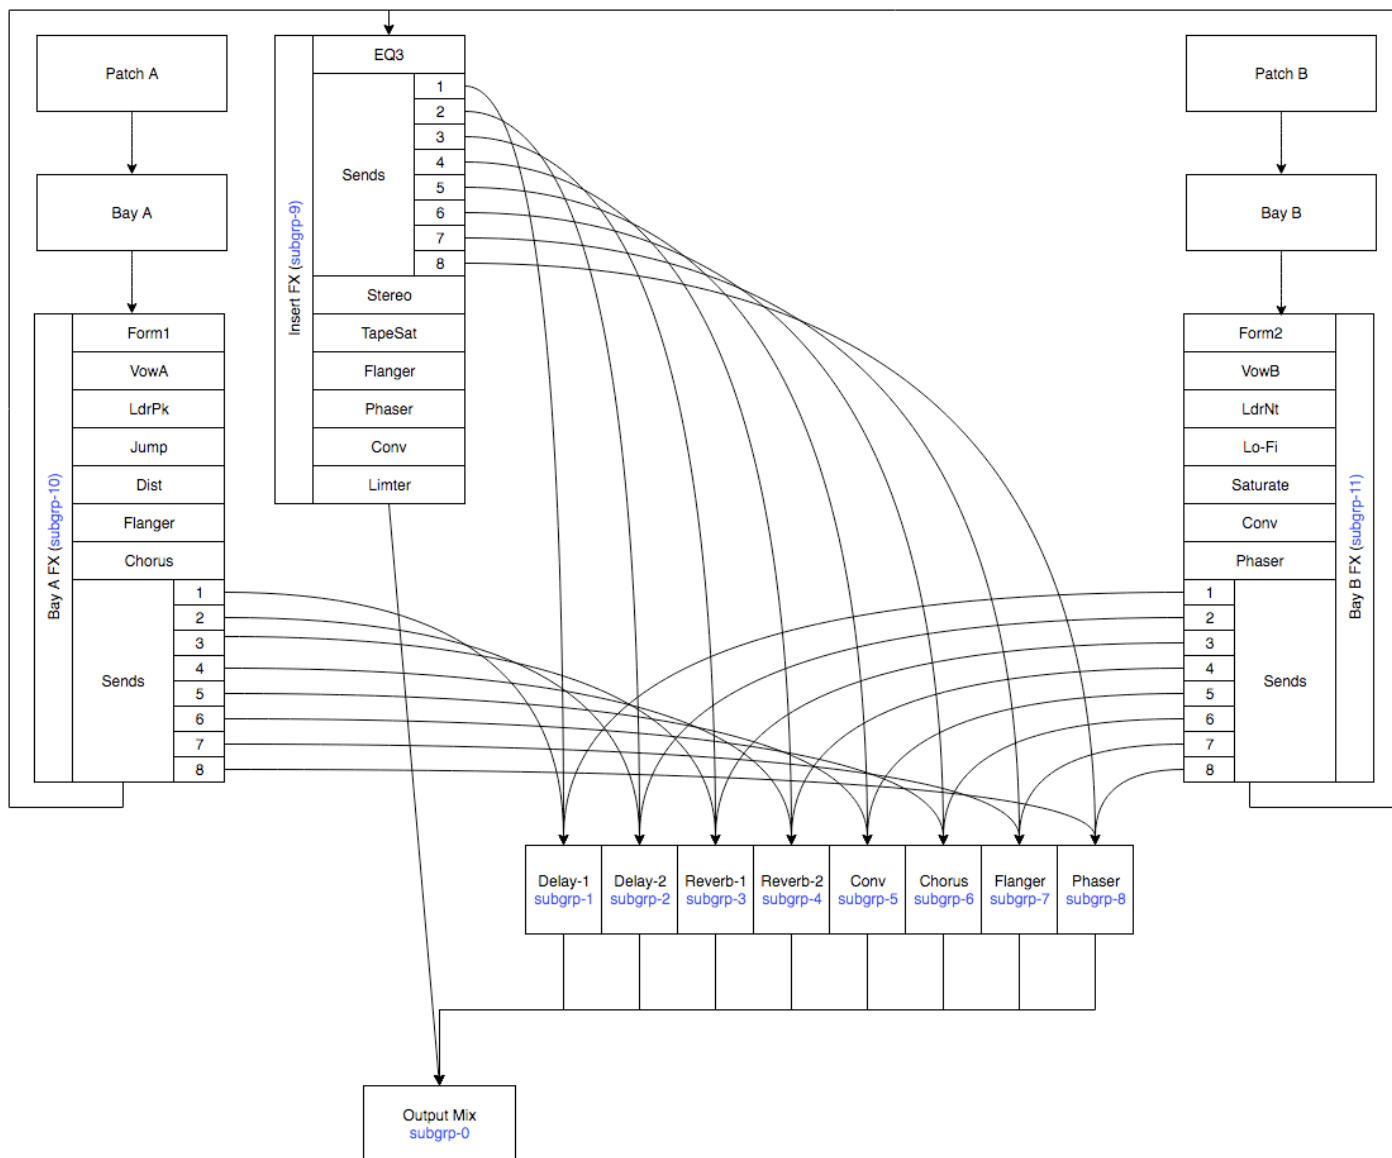 Patch A
Bay A
Bay A FX (subgrp-10)
Form1
VowA
LdrPk
Jump
Dist
Flanger
Chorus
Sends
1
2
3
4
5
6
7
8
Insert FX (subgrp-9)
EQ3
Sends
1
2
3
4
5
6
7
8
Stereo
TapeSat
Flanger
Phaser
Conv
Limter
Patch B
Bay B
Form2
VowB
LdrNt
Lo-Fi
Saturate
Conv
Phaser
1
2
3
4
5
6
7
8
Sends
Bay B FX (subgrp-11)
Delay-1
subgrp-1
Delay-2
subgrp-2
Reverb-1
subgrp-3
Reverb-2
subgrp-4
Conv
subgrp-5
Chorus
subgrp-6
Flanger
subgrp-7
Phaser
subgrp-8
Output Mix
subgrp-0